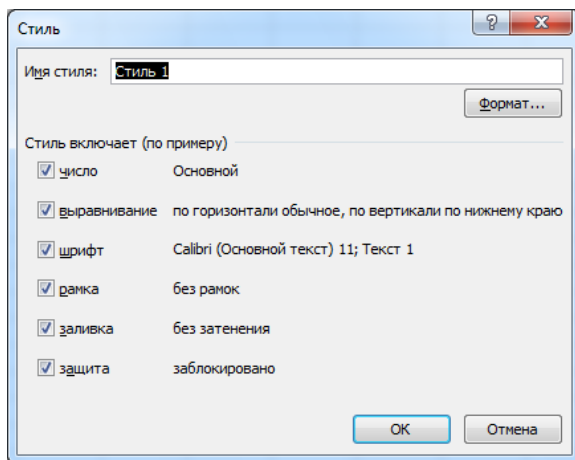 Стиль
Имя стиля: Стиль 1
Формат...
Стиль включает (по примеру)
число Основной
выравнивание по горизонтали обычное, по вертикали по нижнему краю
шрифт Calibri (Основной текст) 11; Текст 1
рамка без рамок
заливка без затенения
защита заблокировано
ОК Отмена